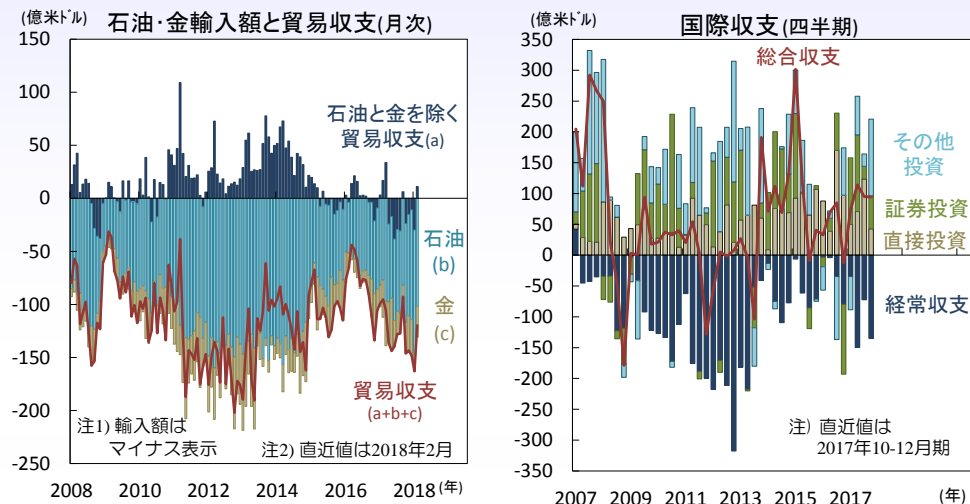 (億米ドル)
石油･金輸入額と貿易収支(月次)
150
100
50
0
-50
-100
-150
-200
-250
石油と金を除く
貿易収支(a)
石油
(b)
金
(c)
貿易収支
(a+b+c)
注1) 輸入額は
マイナス表示
注2) 直近値は2018年2月
2008 2010 2012 2014 2016 2018 (年)
(億米ドル)
国際収支(四半期)
350
300
250
200
150
100
50
0
-50
-100
-150
-200
-250
-300
-350
総合収支
その他
投資
証券投資
直接投資
経常収支
注) 直近値は
2017年10-12月期
2007 2009 2011 2013 2015 2017 (年)